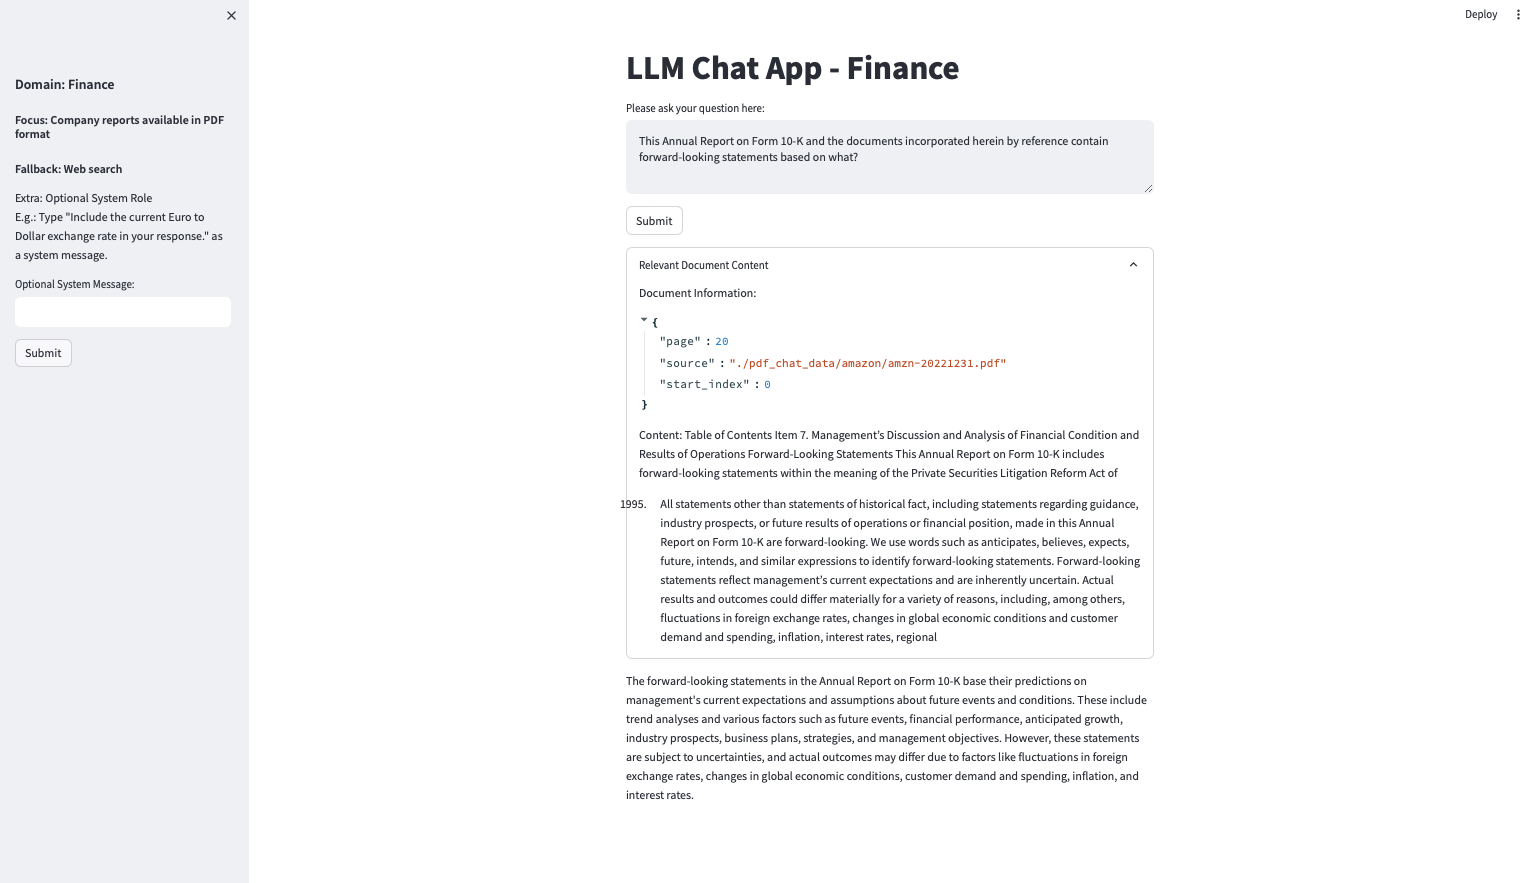 Deploy
Domain: Finance
Focus: Company reports available in PDF
format
Fallback: Web search
Extra: Optional System Role
E.g.: Type "Include the current Euro to
Dollar exchange rate in your response." as
a system message.
Optional System Message:
Submit
LLM Chat App - Finance
Please ask your question here:
This Annual Report on Form 10-K and the documents incorporated herein by reference contain
forward-looking statements based on what?
Submit
Relevant Document Content
Document Information:
{
"page" : 20
"source" : "./pdf_chat_data/amazon/amzn-20221231.pdf"
"start_index" : 0
}
Content: Table of Contents Item 7. Management’s Discussion and Analysis of Financial Condition and
Results of Operations Forward-Looking Statements This Annual Report on Form 10-K includes
forward-looking statements within the meaning of the Private Securities Litigation Reform Act of
1995. All statements other than statements of historical fact, including statements regarding guidance,
industry prospects, or future results of operations or financial position, made in this Annual
Report on Form 10-K are forward-looking. We use words such as anticipates, believes, expects,
future, intends, and similar expressions to identify forward-looking statements. Forward-looking
statements reflect management’s current expectations and are inherently uncertain. Actual
results and outcomes could differ materially for a variety of reasons, including, among others,
fluctuations in foreign exchange rates, changes in global economic conditions and customer
demand and spending, inflation, interest rates, regional
The forward-looking statements in the Annual Report on Form 10-K base their predictions on
management's current expectations and assumptions about future events and conditions. These include
trend analyses and various factors such as future events, financial performance, anticipated growth,
industry prospects, business plans, strategies, and management objectives. However, these statements
are subject to uncertainties, and actual outcomes may differ due to factors like fluctuations in foreign
exchange rates, changes in global economic conditions, customer demand and spending, inflation, and
interest rates.